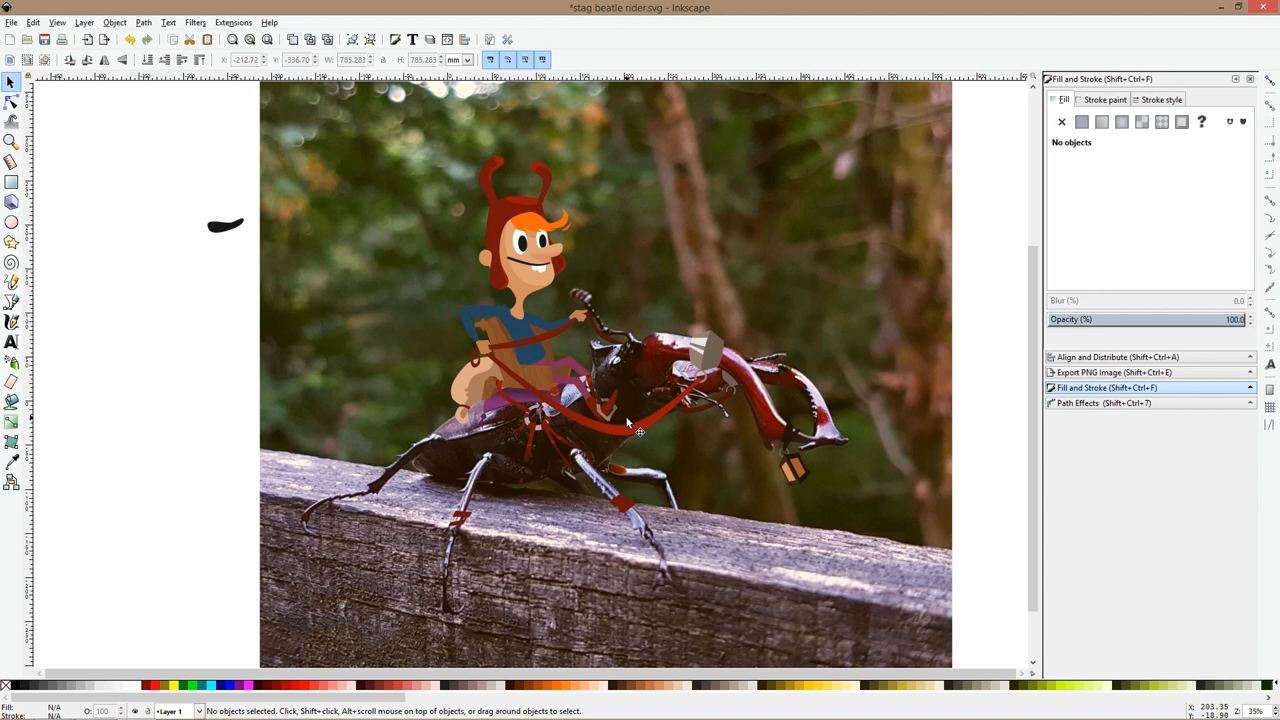 *stag beatle rider.svg - Inkscape
File Edit View Layer Object Path Text Filters Extensions Help
X: -212.72 Y: -336.70 W: 785.283 H: 785.283 mm
Fill and Stroke (Shift+Ctrl+F)
Fill Stroke paint Stroke style
No objects
Blur (%) 0.0
Opacity (%) 100.0
Align and Distribute (Shift+Ctrl+A)
Export PNG Image (Shift+Ctrl+E)
Fill and Stroke (Shift+Ctrl+F)
Path Effects (Shift+Ctrl+7)
Fill: N/A
Stroke: N/A
O: 100
•Layer 1
No objects selected. Click, Shift+click, Alt+scroll mouse on top of objects, or drag around objects to select.
X: 203.35
Y: -18.90
Z: 35%